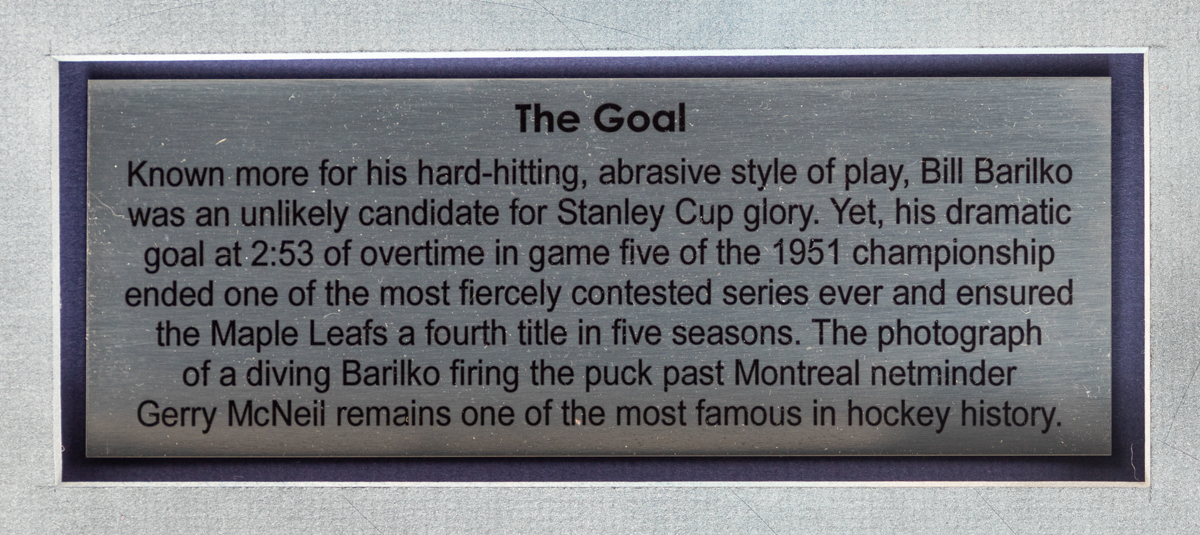 The Goal
Known more for his hard-hitting, abrasive style of play, Bill Barilko
was an unlikely candidate for Stanley Cup glory. Yet, his dramatic
goal at 2:53 of overtime in game five of the 1951 championship
ended one of the most fiercely contested series ever and ensured
the Maple Leafs a fourth title in five seasons. The photograph
of a diving Barilko firing the puck past Montreal netminder
Gerry McNeil remains one of the most famous in hockey history.